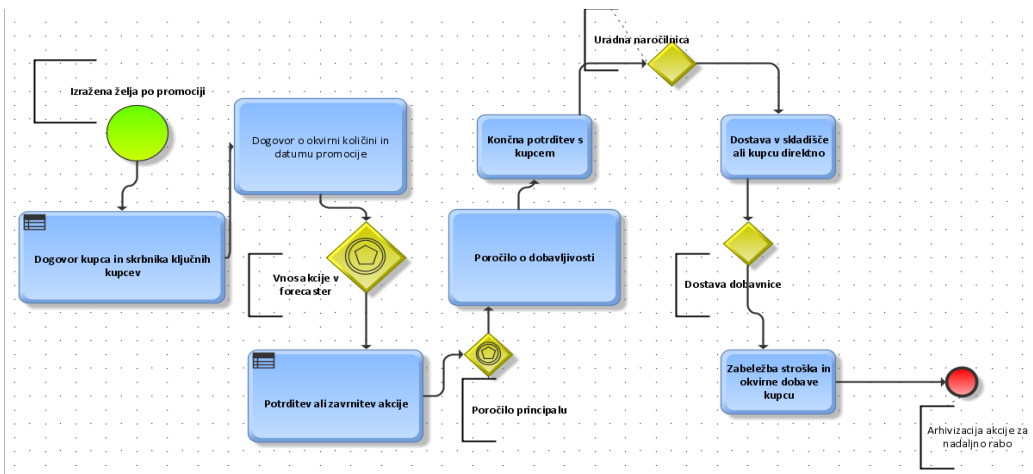 Izražena želja po promociji
Dogovor kupca in skrbnika ključnih
kupcev
Dogovor o okvirni količini in
datumu promocije
Vnos akcije v
forecaster
Potrditev ali zavrnitev akcije
Poročilo principalu
Poročilo o dobavljivosti
Končna potrditev s
kupcem
Uradna naročilnica
Dostava v skladišče
ali kupcu direktno
Dostava dobavnice
Zabeležba stroška in
okvirne dobave
kupcu
Arhivizacija akcije za
nadaljno rabo